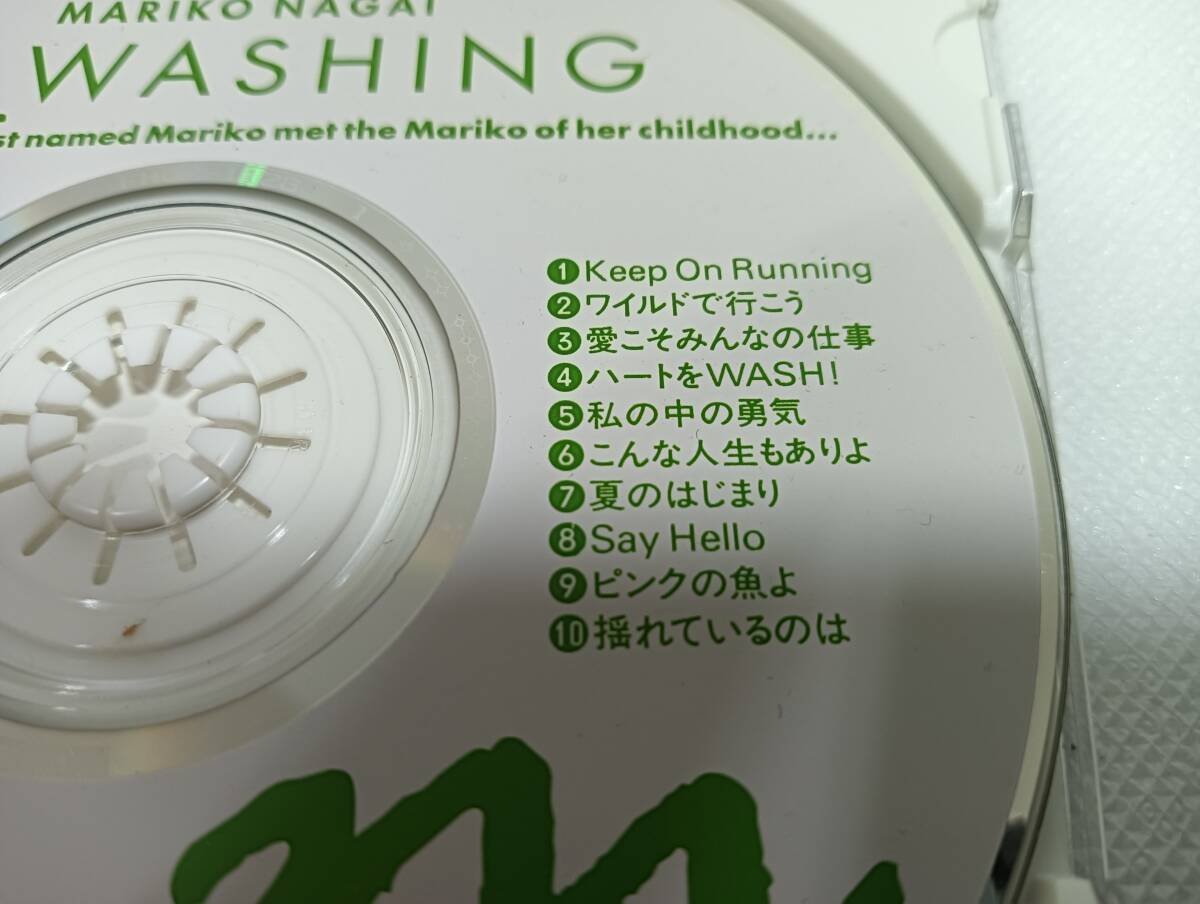 MARIKO NAGAI
WASHING
st named Mariko met the Mariko of her childhood...
1 Keep On Running
2 ワイルドで行こう
3 愛こそみんなの仕事
4 ハートをWASH!
5 私の中の勇気
6 こんな人生もありよ
7 夏のはじまり
8 Say Hello
9 ピンクの魚よ
10 揺れているのは